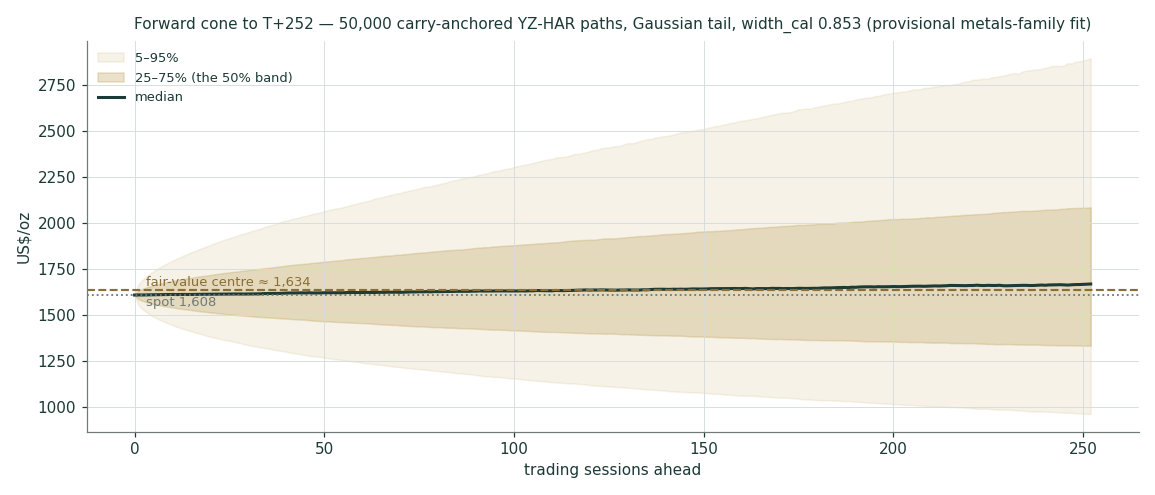 Forward cone to T+252 — 50,000 carry-anchored YZ-HAR paths, Gaussian tail, width_cal 0.853 (provisional metals-family fit)
5–95%
25–75% (the 50% band)
median
2750
2500
2250
2000
1750
1500
1250
1000
US$/oz
fair-value centre ≈ 1,634
spot 1,608
0
50
100
150
200
250
trading sessions ahead